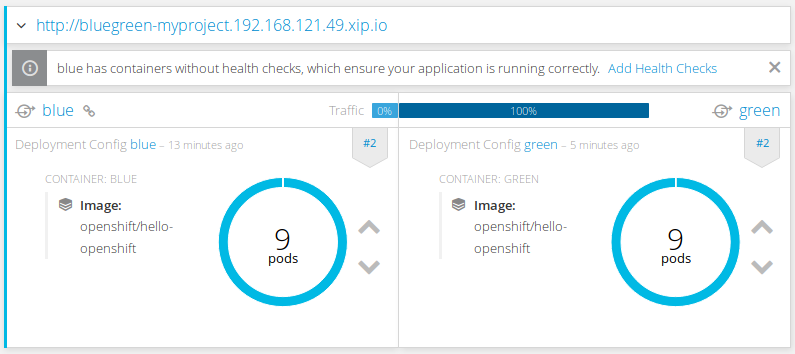 http://bluegreen-myproject.192.168.121.49.xip.io
blue has containers without health checks, which ensure your application is running correctly. Add Health Checks
blue Traffic 0% 100% green
Deployment Config blue – 13 minutes ago #2
CONTAINER: BLUE
Image:
openshift/hello-
openshift
9
pods
Deployment Config green – 5 minutes ago #2
CONTAINER: GREEN
Image:
openshift/hello-
openshift
9
pods